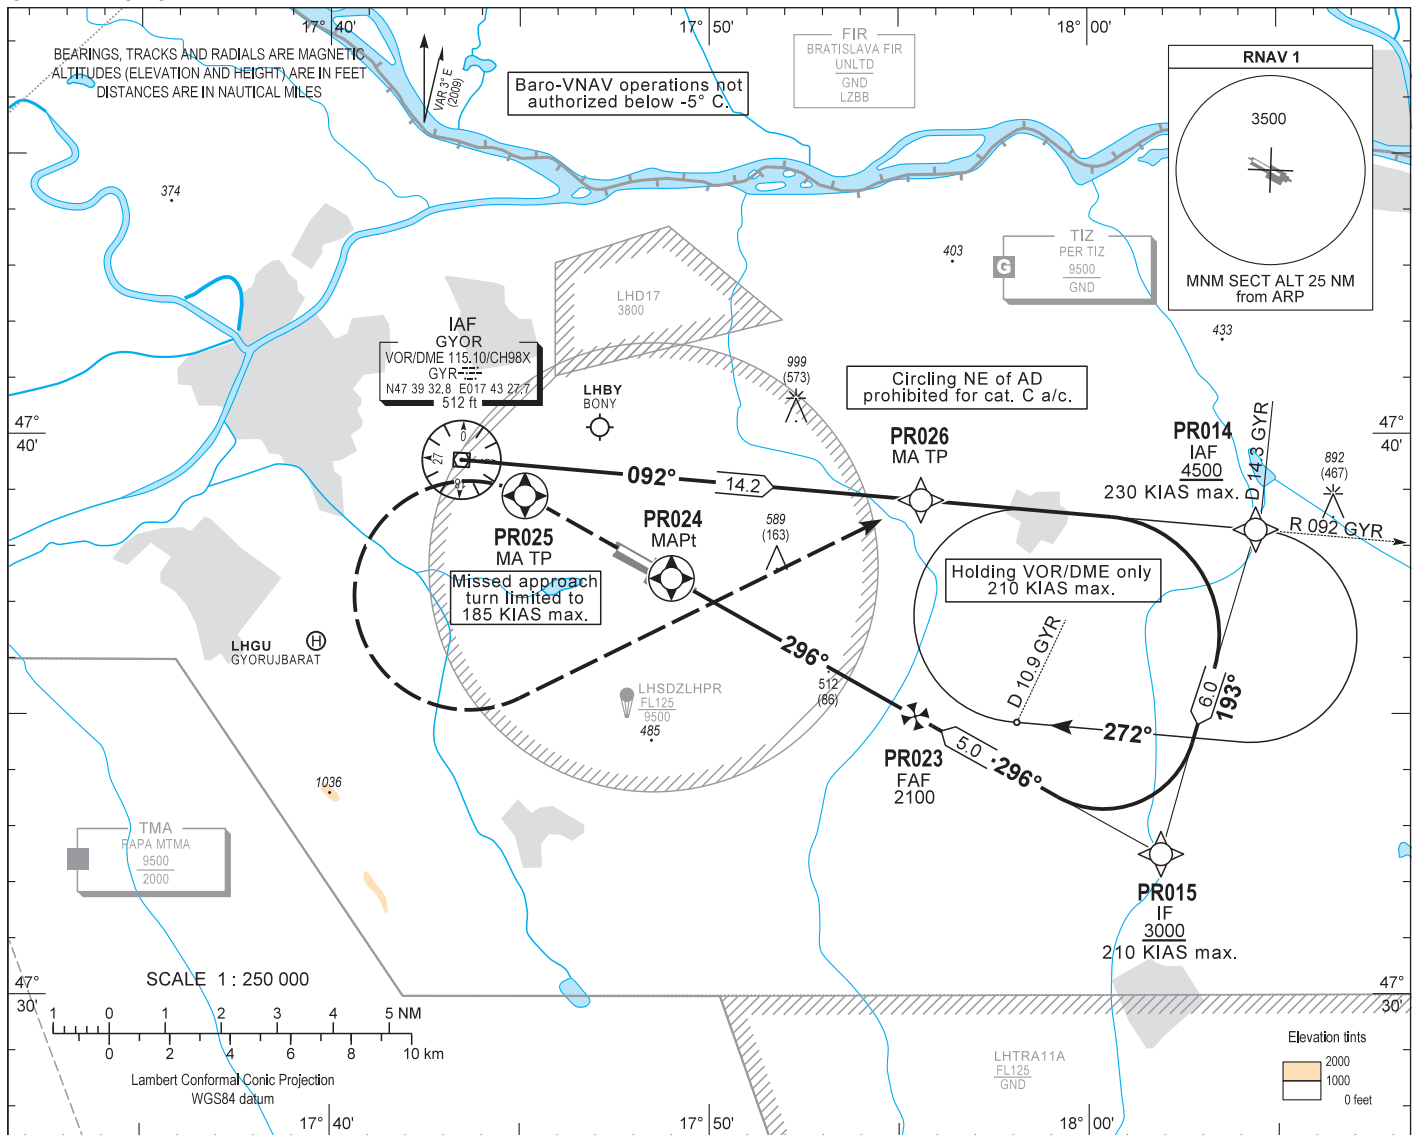 17° 40'
17° 50'
18° 00'
BEARINGS, TRACKS AND RADIALS ARE MAGNETIC
ALTITUDES (ELEVATION AND HEIGHT) ARE IN FEET
DISTANCES ARE IN NAUTICAL MILES
VAR 3° E
(2009)
Baro-VNAV operations not
authorized below -5° C.
FIR
BRATISLAVA FIR
UNLTD
GND
LZBB
RNAV 1
3500
MNM SECT ALT 25 NM
from ARP
374
403
433
TIZ
PER TIZ
9500
GND
G
LHD17
3800
IAF
GYOR
VOR/DME 115.10/CH98X
GYR
N47 39 32.8 E017 43 27.7
512 ft
LHBY
BONY
999
(573)
Circling NE of AD
prohibited for cat. C a/c.
47°
40'
47°
40'
0
27
PR026
MA TP
PR014
IAF
4500
230 KIAS max.
D 14.3 GYR
892
(467)
R 092 GYR
092°
14.2
PR025
MA TP
PR024
MAPt
589
(163)
Missed approach
turn limited to
185 KIAS max.
Holding VOR/DME only
210 KIAS max.
LHGU
GYORUJBARAT
H
D 10.9 GYR
296°
512
(86)
LHSDZLHPR
FL125
9500
485
6.0
193°
272°
PR023
FAF
2100
5.0
296°
1036
TMA
PAPA MTMA
9500
2000
PR015
IF
3000
210 KIAS max.
47°
30'
47°
30'
SCALE 1 : 250 000
1 0 1 2 3 4 5 NM
0 2 4 6 8 10 km
Lambert Conformal Conic Projection
WGS84 datum
LHTRA11A
FL125
GND
Elevation tints
2000
1000
0 feet
17° 40'
17° 50'
18° 00'